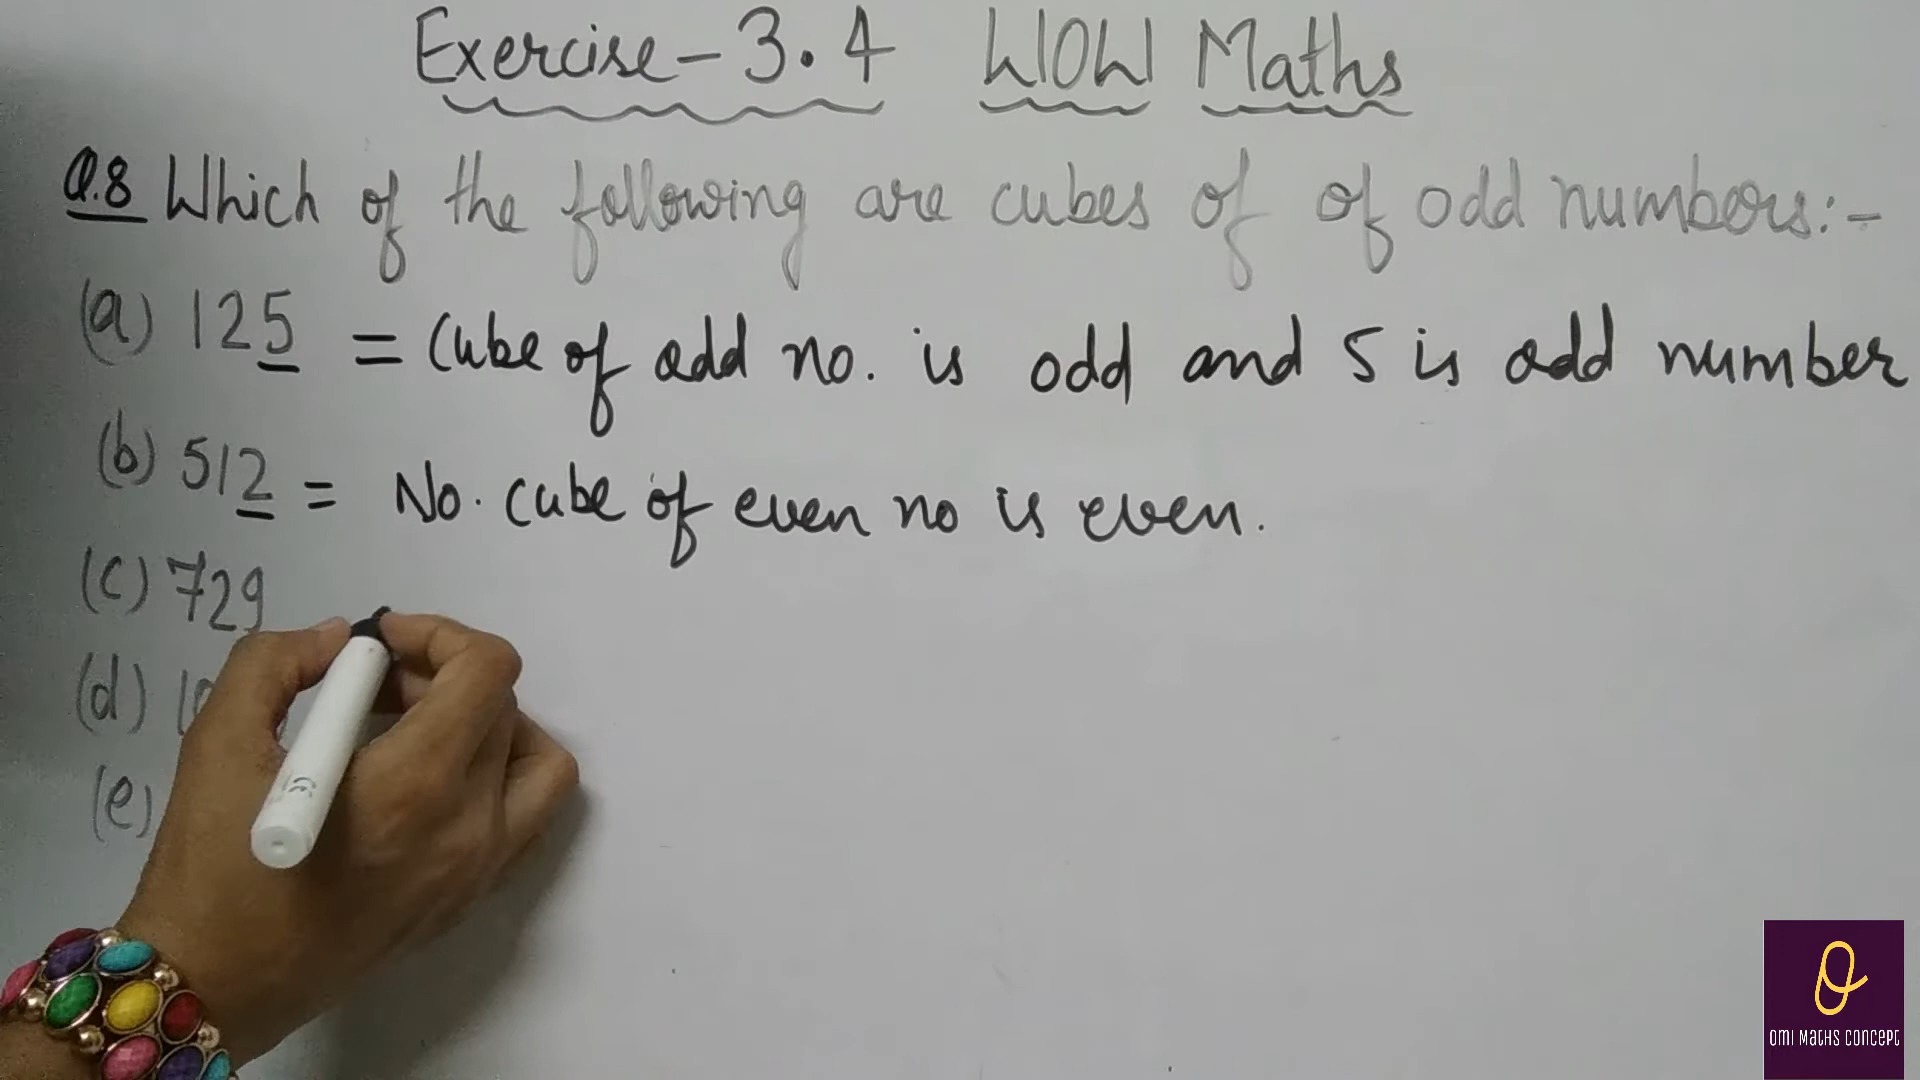 Exercise-3.4 WOW Maths
Q.8 Which of the following are cubes of of odd numbers:-
(a) 125 = Cube of odd no. is odd and 5 is odd number
(b) 512 = No. cube of even no is even.
(c) 729
(d)
(e)
OMI MATHS CONCEPT